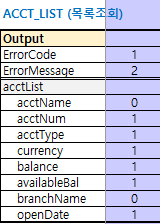 ACCT_LIST (목록조회)
Output
ErrorCode 1
ErrorMessage 2
acctList
acctName 0
acctNum 1
acctType 1
currency 1
balance 1
availableBal 1
branchName 0
openDate 1